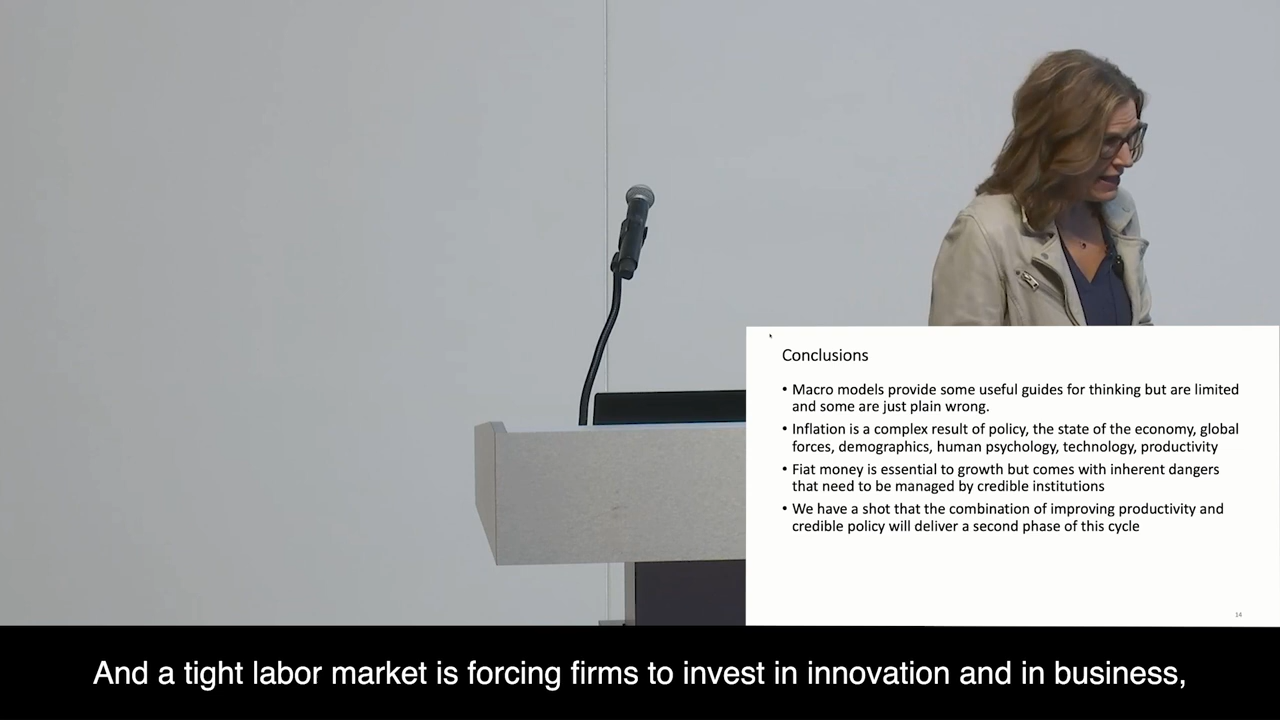 Conclusions
• Macro models provide some useful guides for thinking but are limited
and some are just plain wrong.
• Inflation is a complex result of policy, the state of the economy, global
forces, demographics, human psychology, technology, productivity
• Fiat money is essential to growth but comes with inherent dangers
that need to be managed by credible institutions
• We have a shot that the combination of improving productivity and
credible policy will deliver a second phase of this cycle
14
And a tight labor market is forcing firms to invest in innovation and in business,